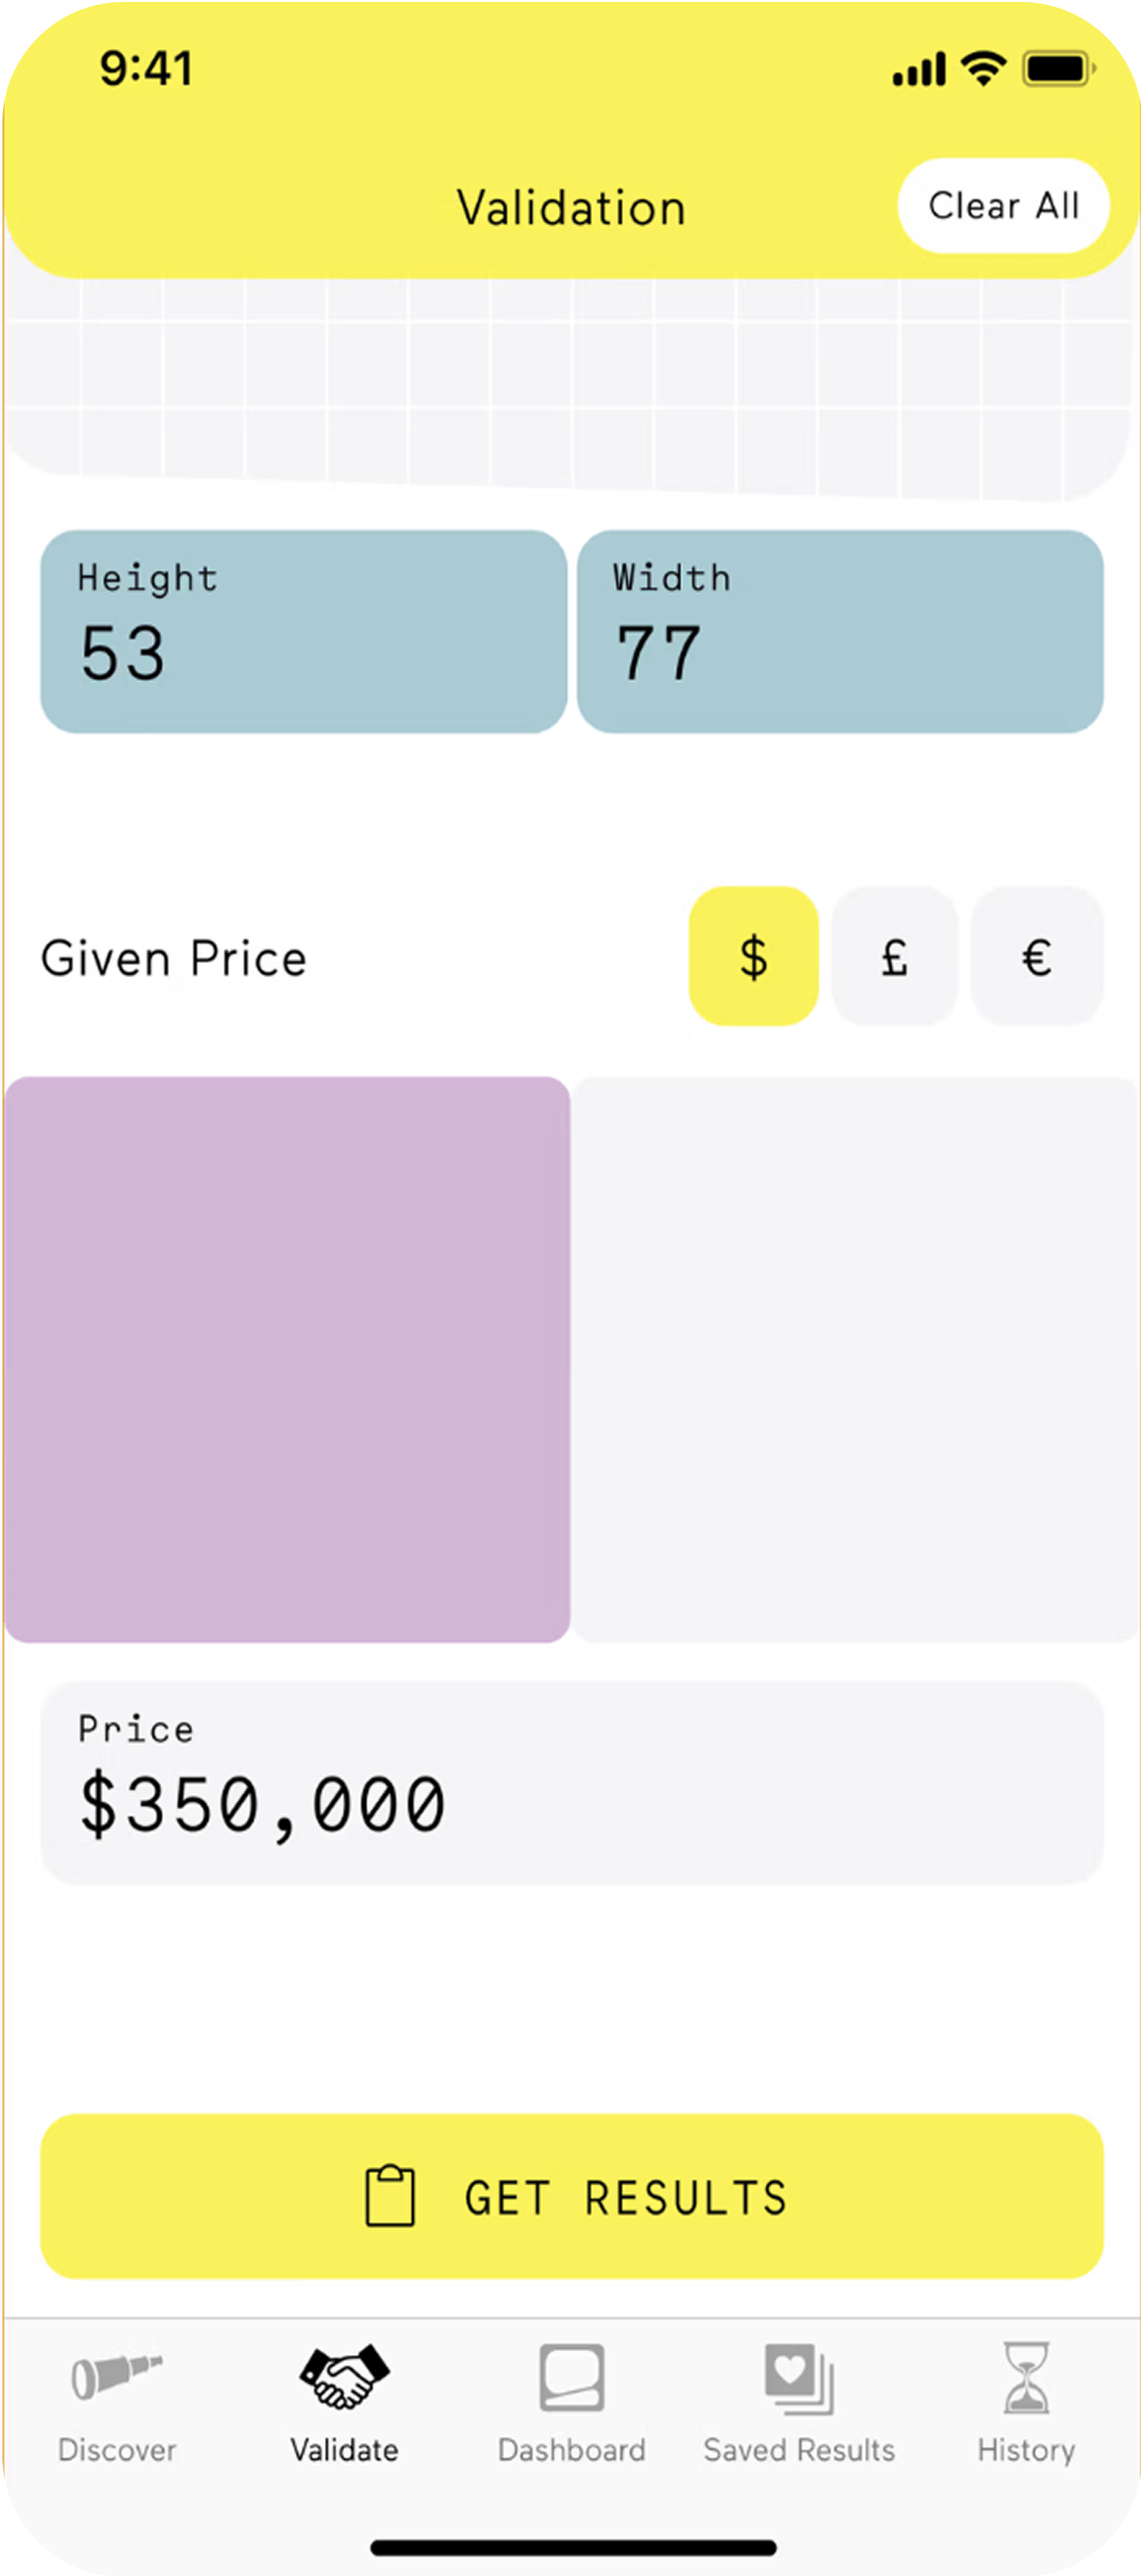 9:41
Validation
Clear All
Height
53
Width
77
Given Price
$ £ €
Price
$350,000
GET RESULTS
Discover
Validate
Dashboard
Saved Results
History